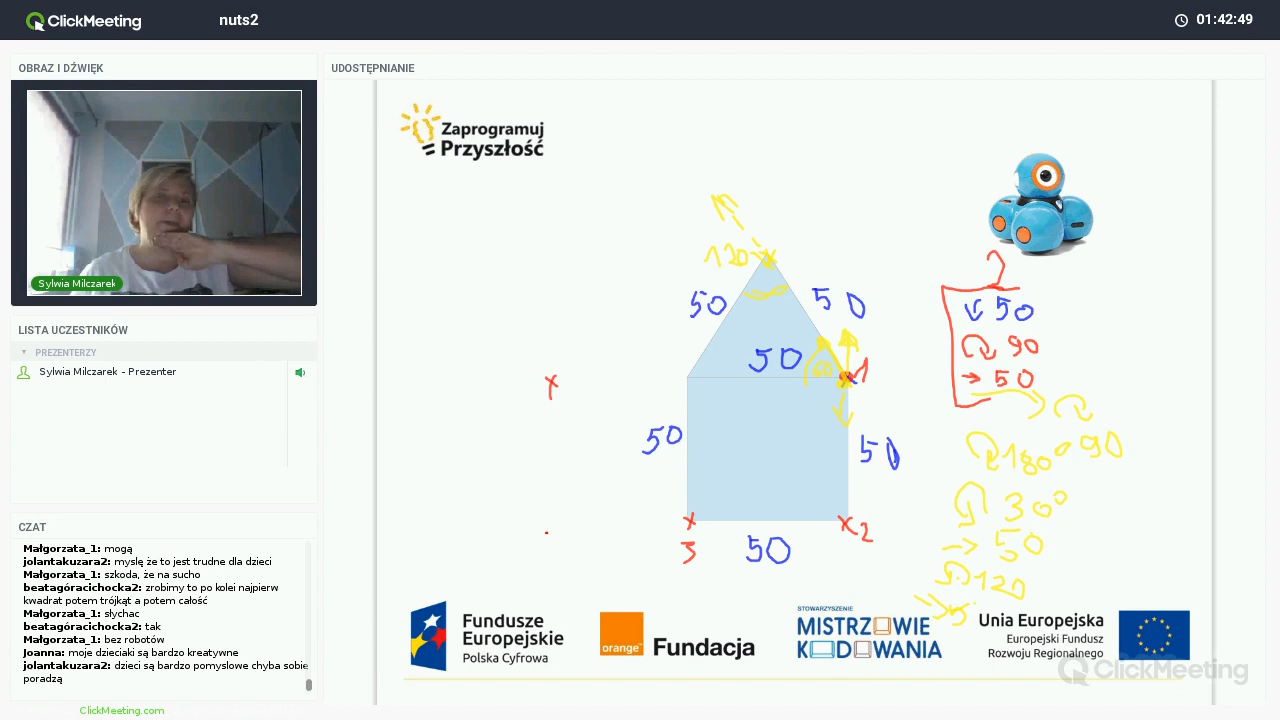 ClickMeeting
nuts2
01:42:49
OBRAZ I DŹWIĘK
Sylwia Milczarek
LISTA UCZESTNIKÓW
PREZENTERZY
Sylwia Milczarek - Prezenter
CZAT
Małgorzata_1: mogą
jolantakuzara2: myslę że to jest trudne dla dzieci
Małgorzata_1: szkoda, że na sucho
beatagóracichocka2: zrobimy to po kolei najpierw
kwadrat potem trójkąt a potem całość
Małgorzata_1: słychac
beatagóracichocka2: tak
Małgorzata_1: bez robotów
Joanna: moje dzieciaki są bardzo kreatywne
jolantakuzara2: dzieci są bardzo pomyslowe chyba sobie
poradzą
ClickMeeting.com
UDOSTĘPNIANIE
Zaprogramuj
Przyszłość
120
50
50
50
1
50
50
x
x 2
3
50
50
90
50
180° 90
300
50
120
Fundusze
Europejskie
Polska Cyfrowa
orange
Fundacja
STOWARZYSZENIE
MISTRZOWIE
KODOWANIA
Unia Europejska
Europejski Fundusz
Rozwoju Regionalnego
ClickMeeting